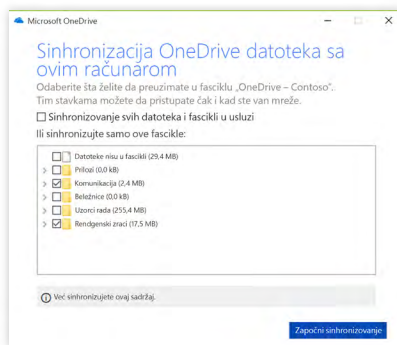 Microsoft OneDrive
Sinhronizacija OneDrive datoteka sa
ovim računarom
Odaberite šta želite da preuzimate u fasciklu „OneDrive – Contoso”.
Tim stavkama možete da pristupate čak i kad ste van mreže.
Sinhronizovanje svih datoteka i fascikli u usluzi
Ili sinhronizujte samo ove fascikle:
Datoteke nisu u fascikli (29,4 MB)
Prilozi (0,0 kB)
Komunikacija (2,4 MB)
Beležnice (0,0 kB)
Uzorci rada (255,4 MB)
Rendgenski zraci (17,5 MB)
Već sinhronizujete ovaj sadržaj.
Započni sinhronizovanje